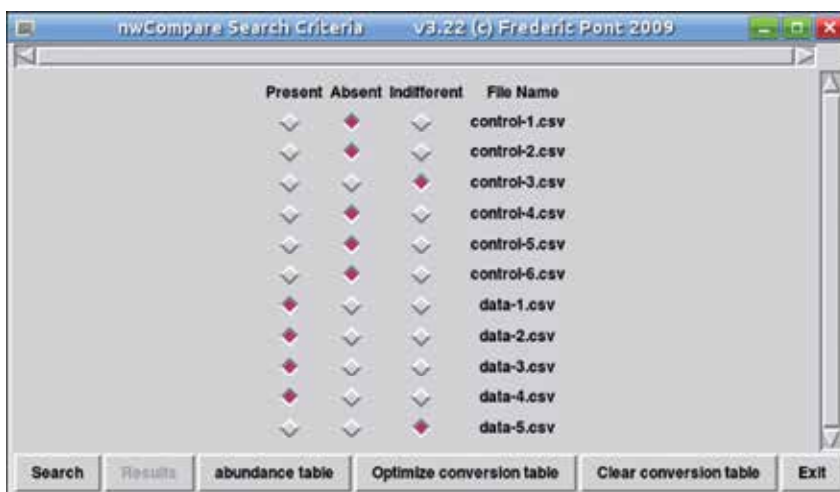 nwCompare Search Criteria v3.22 (c) Frederic Pont 2009
Present Absent Indifferent File Name
control-1.csv
control-2.csv
control-3.csv
control-4.csv
control-5.csv
control-6.csv
data-1.csv
data-2.csv
data-3.csv
data-4.csv
data-5.csv
Search Results abundance table Optimize conversion table Clear conversion table Exit